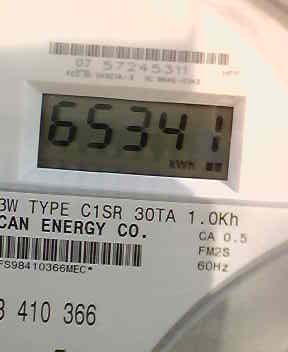 07 57245311
65341
kWh
3W TYPE C1SR 30TA 1.0Kh
CAN ENERGY CO.
CA 0.5
FM2S
FS98410366MEC*
60Hz
410 366